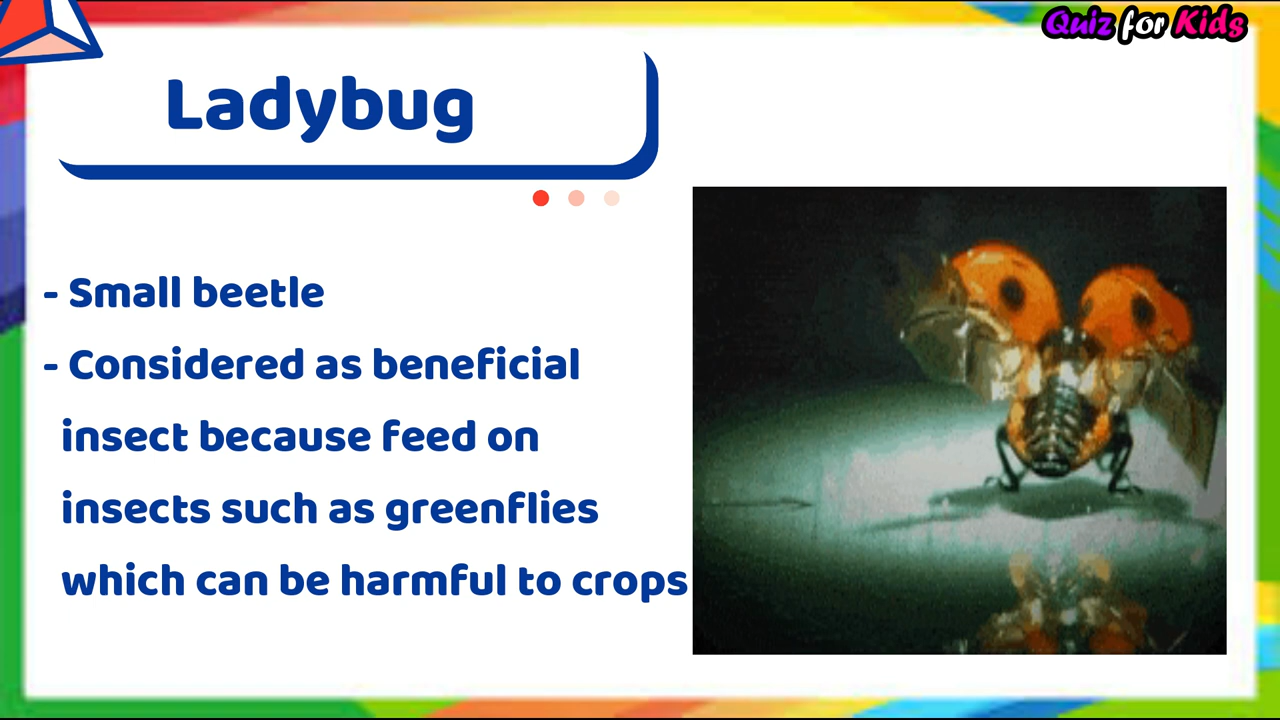 Quiz for Kids
Ladybug
- Small beetle
- Considered as beneficial
insect because feed on
insects such as greenflies
which can be harmful to crops